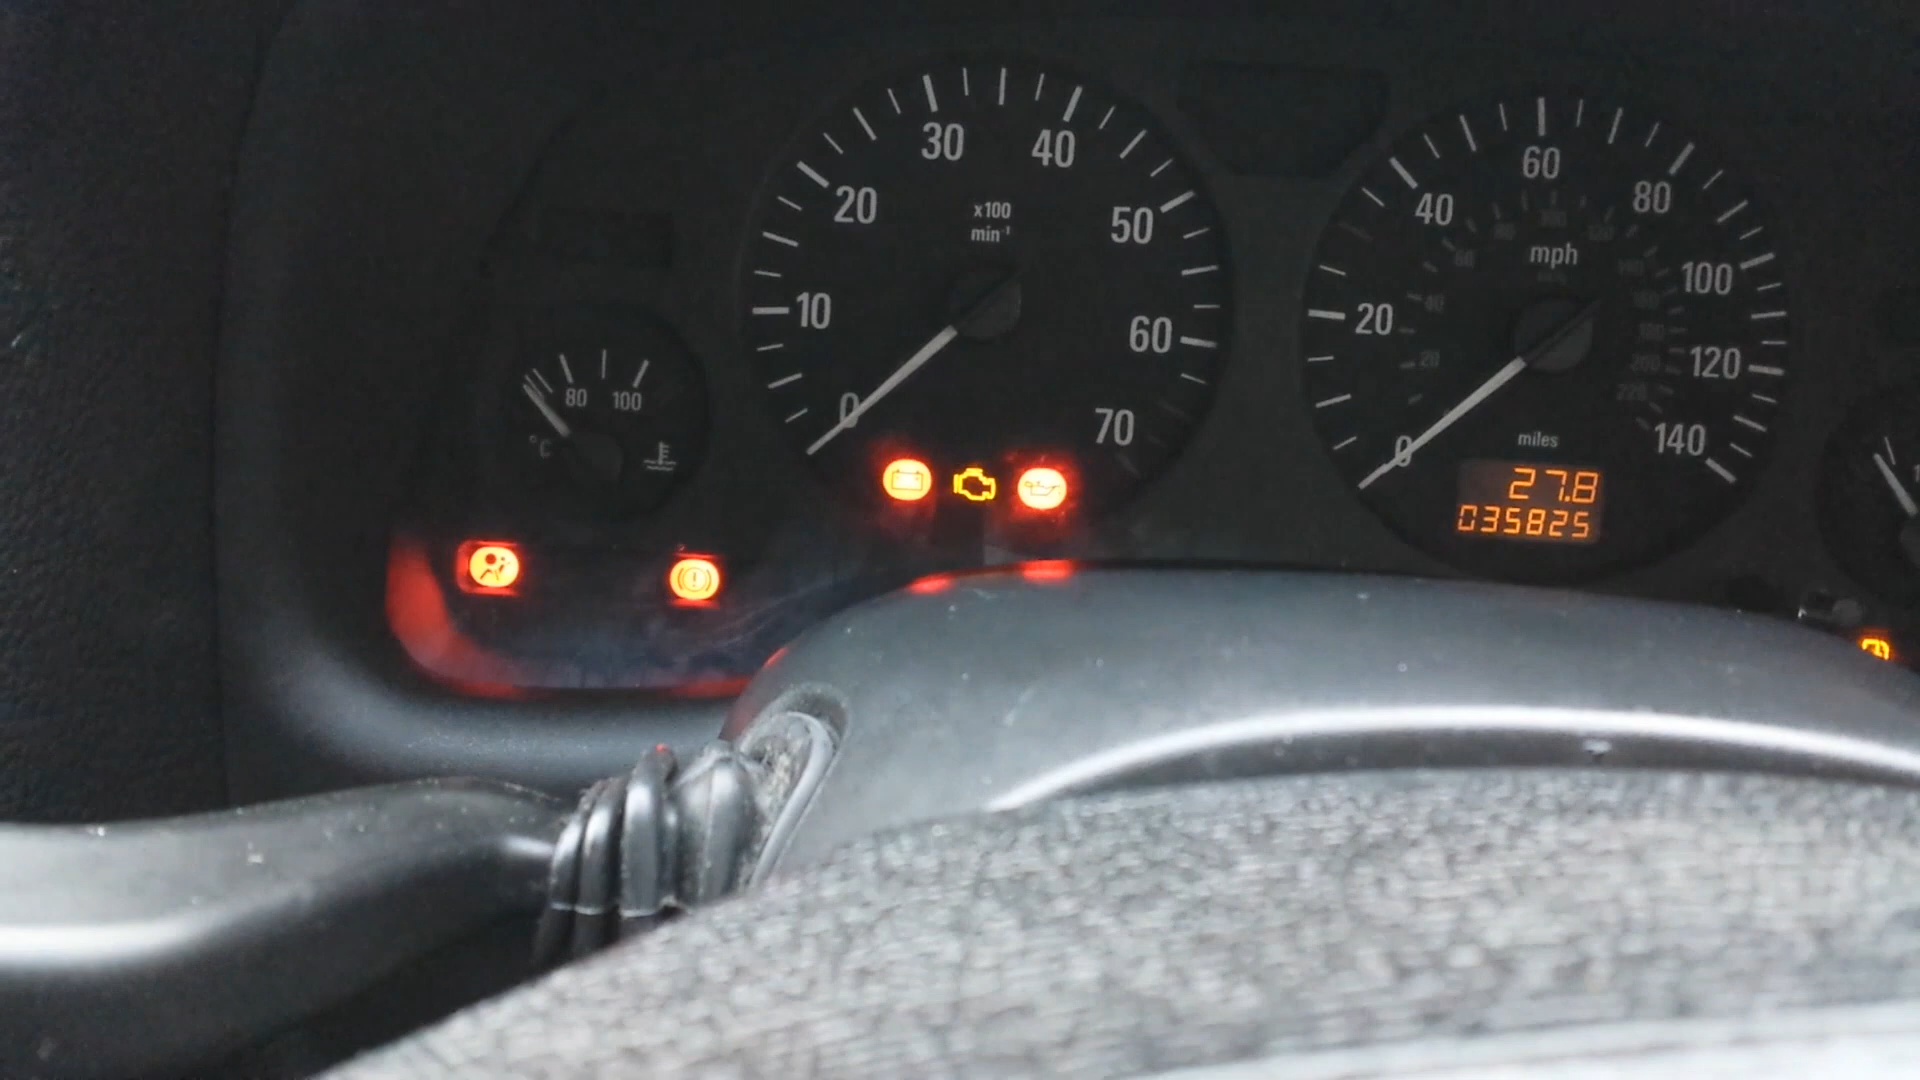 30 40
20 50
x100
min⁻¹
10 60
0 70
80 100
°C
60
40 80
mph
100
20
120
0 140
miles
27.8
035825